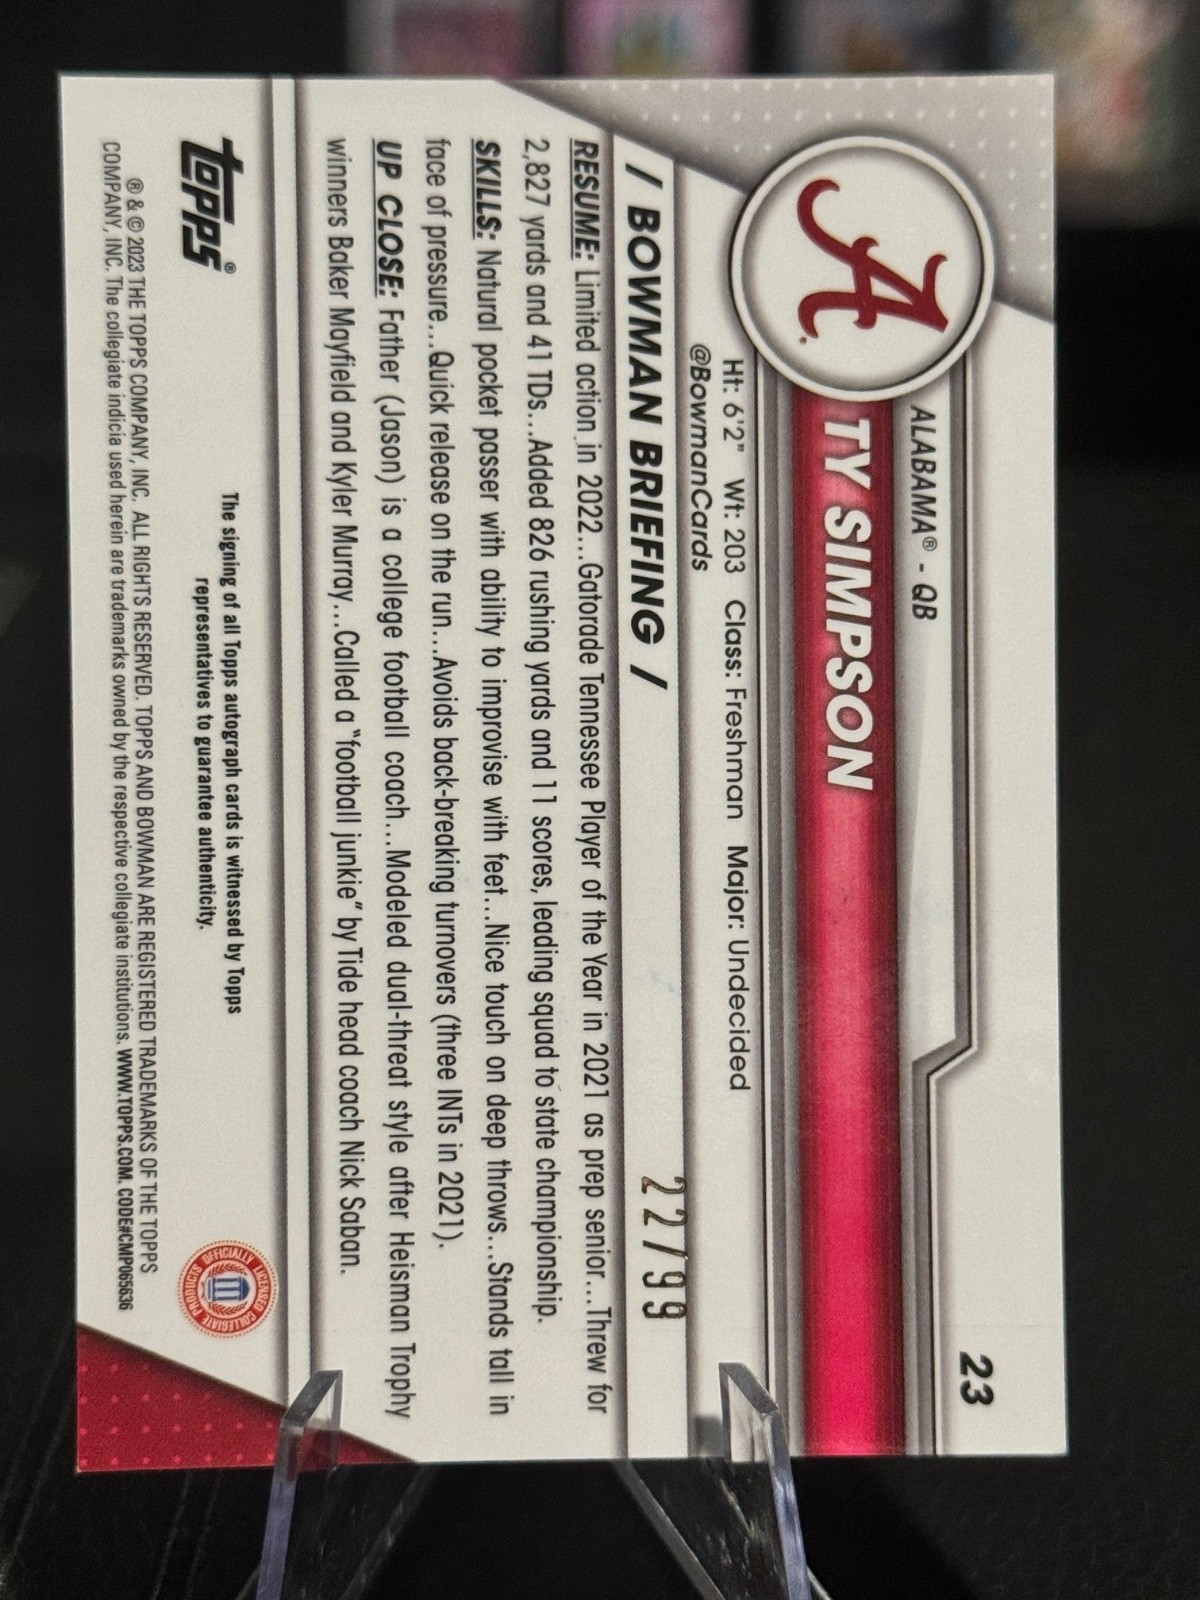 23
ALABAMA® - QB
TY SIMPSON
Ht: 6'2" Wt: 203 Class: Freshman Major: Undecided
@BowmanCards
/ BOWMAN BRIEFING /
22/99
RESUME: Limited action in 2022...Gatorade Tennessee Player of the Year in 2021 as prep senior...Threw for
2,827 yards and 41 TDs...Added 826 rushing yards and 11 scores, leading squad to state championship.
SKILLS: Natural pocket passer with ability to improvise with feet...Nice touch on deep throws...Stands tall in
face of pressure...Quick release on the run...Avoids back-breaking turnovers (three INTs in 2021).
UP CLOSE: Father (Jason) is a college football coach...Modeled dual-threat style after Heisman Trophy
winners Baker Mayfield and Kyler Murray...Called a "football junkie" by Tide head coach Nick Saban.
topps®
The signing of all Topps autograph cards is witnessed by Topps
representatives to guarantee authenticity.
OFFICIALLY LICENSED COLLEGIATE PRODUCTS
® & © 2023 THE TOPPS COMPANY, INC. ALL RIGHTS RESERVED. TOPPS AND BOWMAN ARE REGISTERED TRADEMARKS OF THE TOPPS
COMPANY, INC. The collegiate indicia used herein are trademarks owned by the respective collegiate institutions. WWW.TOPPS.COM. CODE#CMP065636